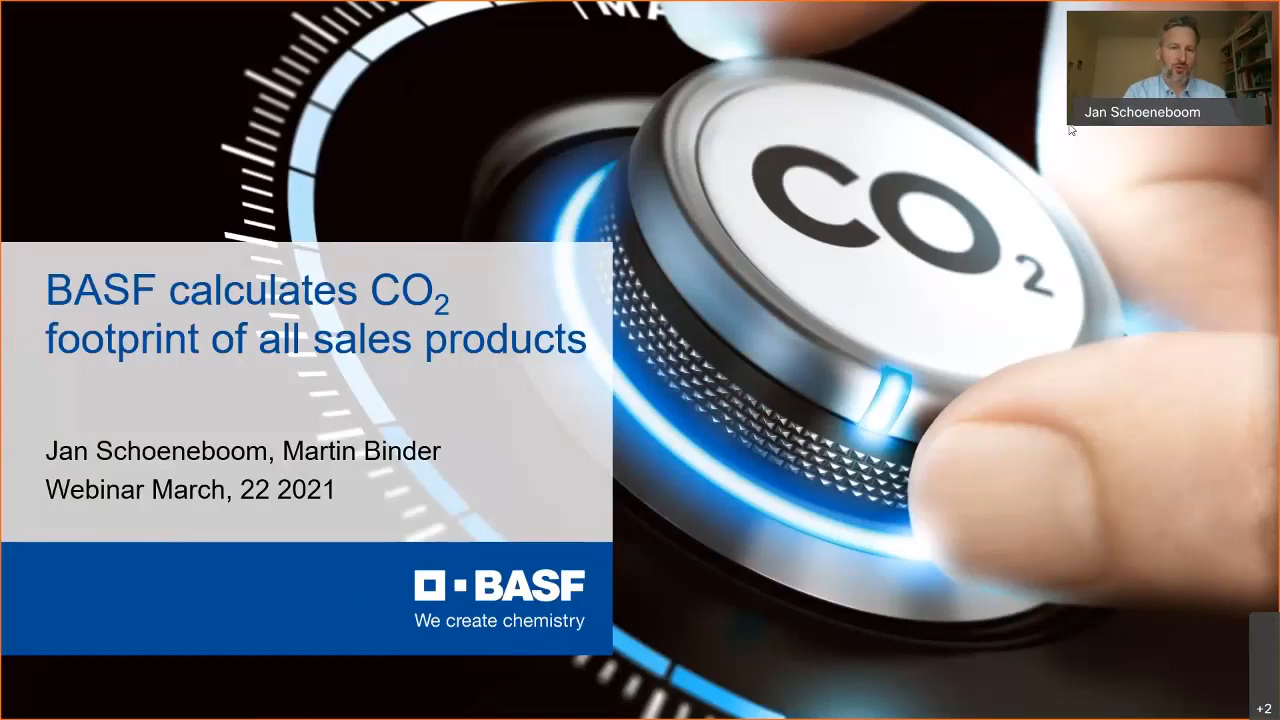 MA
Jan Schoeneboom
CO2
BASF calculates CO2
footprint of all sales products
Jan Schoeneboom, Martin Binder
Webinar March, 22 2021
BASF
We create chemistry
+2